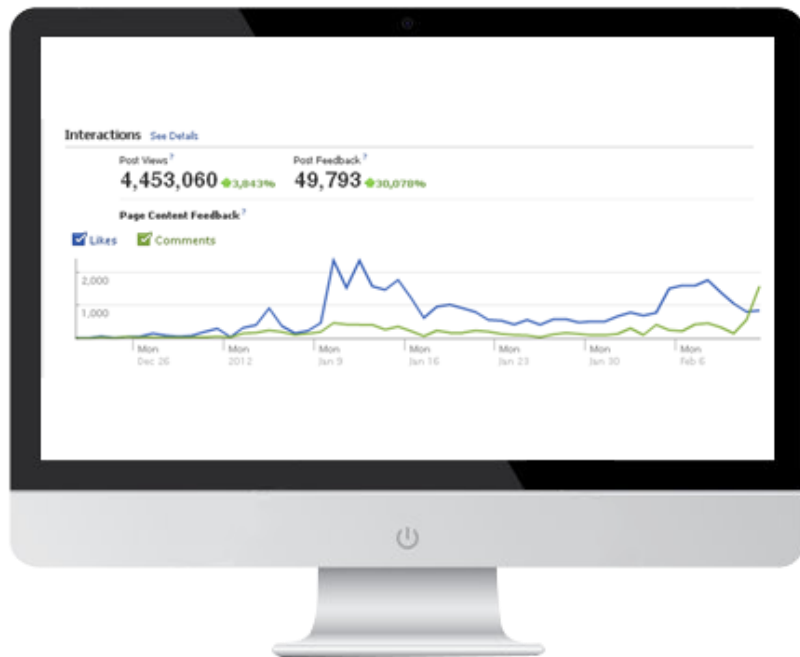 Interactions See Details
Post Views ? Post Feedback ?
4,453,060 3,843% 49,793 30,078%
Page Content Feedback ?
Likes Comments
2,000
1,000
Mon Mon Mon Mon Mon Mon Mon
Dec 26 2012 Jan 9 Jan 16 Jan 23 Jan 30 Feb 6